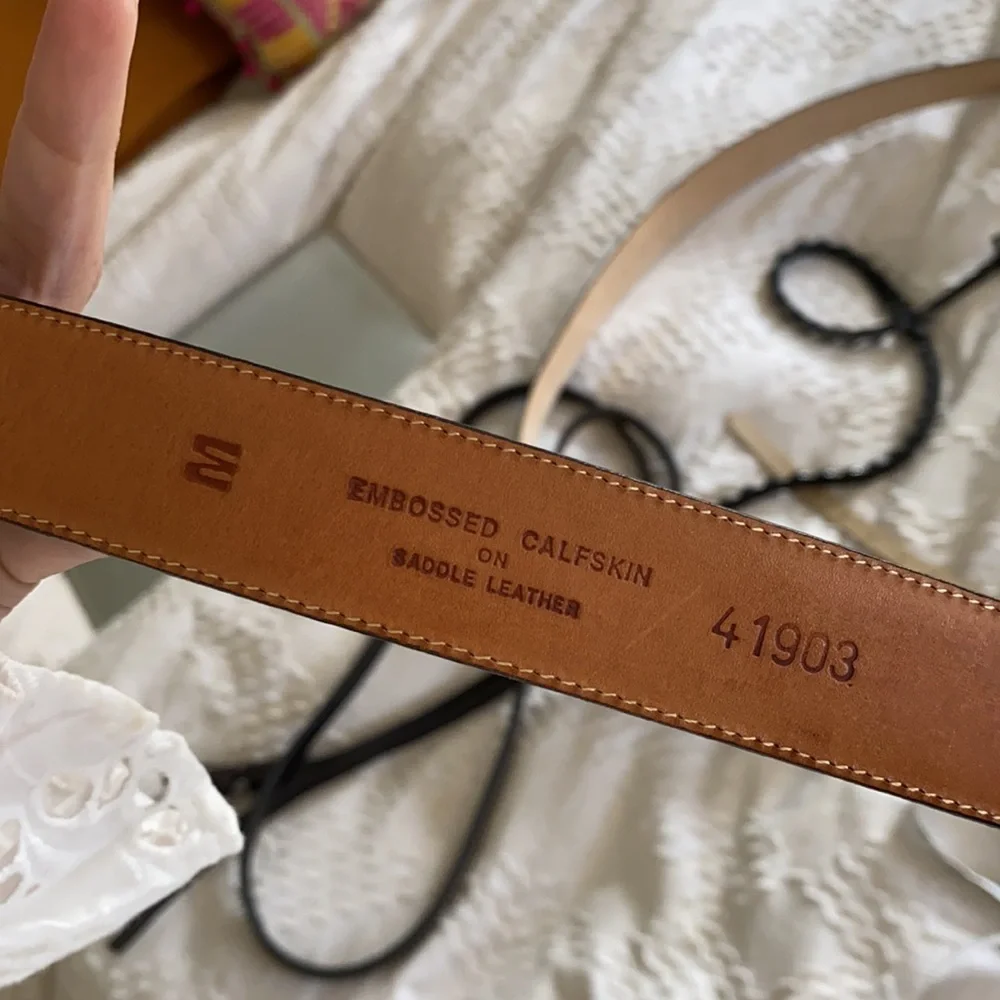 M
EMBOSSED CALFSKIN
ON
SADDLE LEATHER
41903